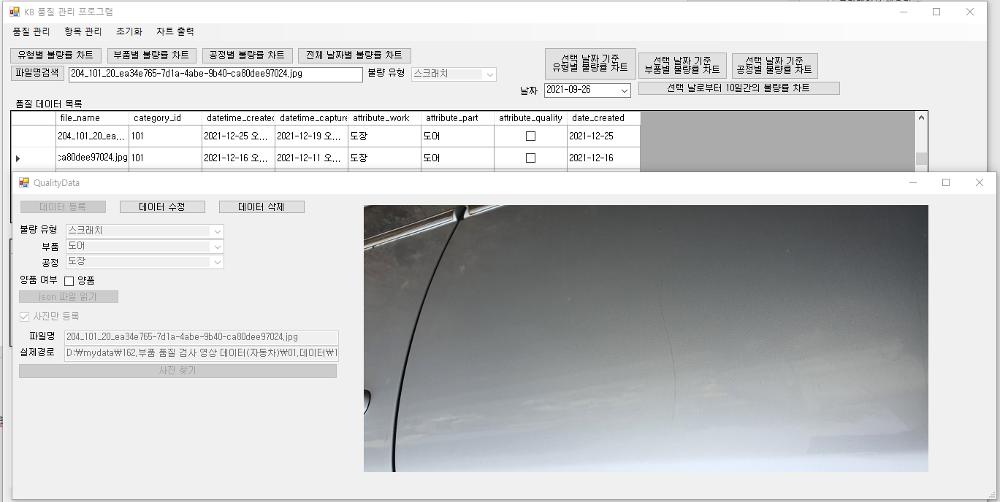 KB 품질 관리 프로그램
품질 관리 항목 관리 초기화 차트 출력
유형별 불량률 차트 부품별 불량률 차트 공정별 불량률 차트 전체 날짜별 불량률 차트
선택 날짜 기준
유형별 불량률 차트
선택 날짜 기준
부품별 불량률 차트
선택 날짜 기준
공정별 불량률 차트
파일명검색 204_101_20_ea34e765-7d1a-4abe-9b40-ca80dee97024.jpg 불량 유형 스크래치
날짜 2021-09-26 선택 날로부터 10일간의 불량률 차트
품질 데이터 목록
file_name category_id datetime_created datetime_capture attribute_work attribute_part attribute_quality date_created
204_101_20_ea... 101 2021-12-25 오... 2021-12-19 오... 도장 도어 2021-12-25
ca80dee97024.jpg 101 2021-12-16 오... 2021-12-11 오... 도장 도어 2021-12-16
QualityData
데이터 등록 데이터 수정 데이터 삭제
불량 유형 스크래치
부품 도어
공정 도장
양품 여부 양품
json 파일 읽기
사진만 등록
파일명 204_101_20_ea34e765-7d1a-4abe-9b40-ca80dee97024.jpg
실제경로 D:₩mydata₩162.부품 품질 검사 영상 데이터(자동차)₩01.데이터₩1
사진 찾기